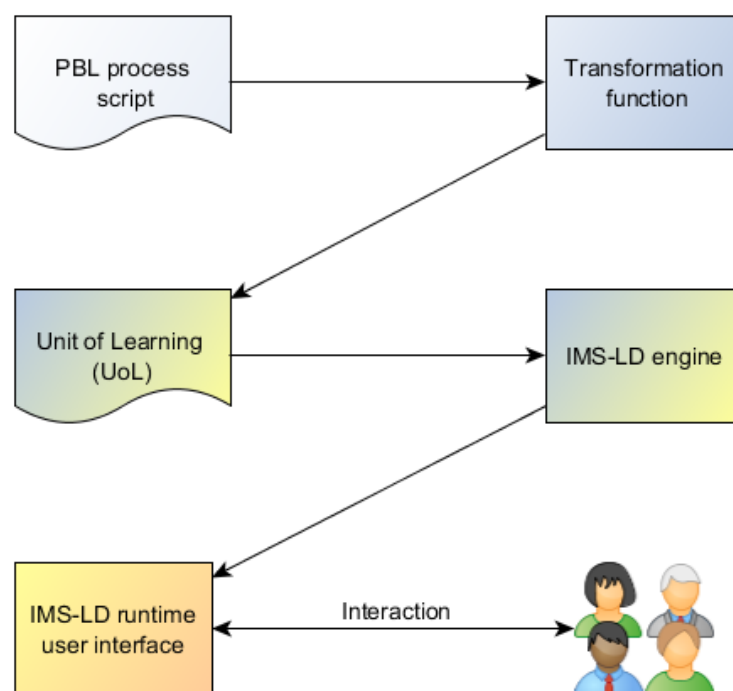 PBL process
script
Transformation
function
Unit of Learning
(UoL)
IMS-LD engine
IMS-LD runtime
user interface
Interaction